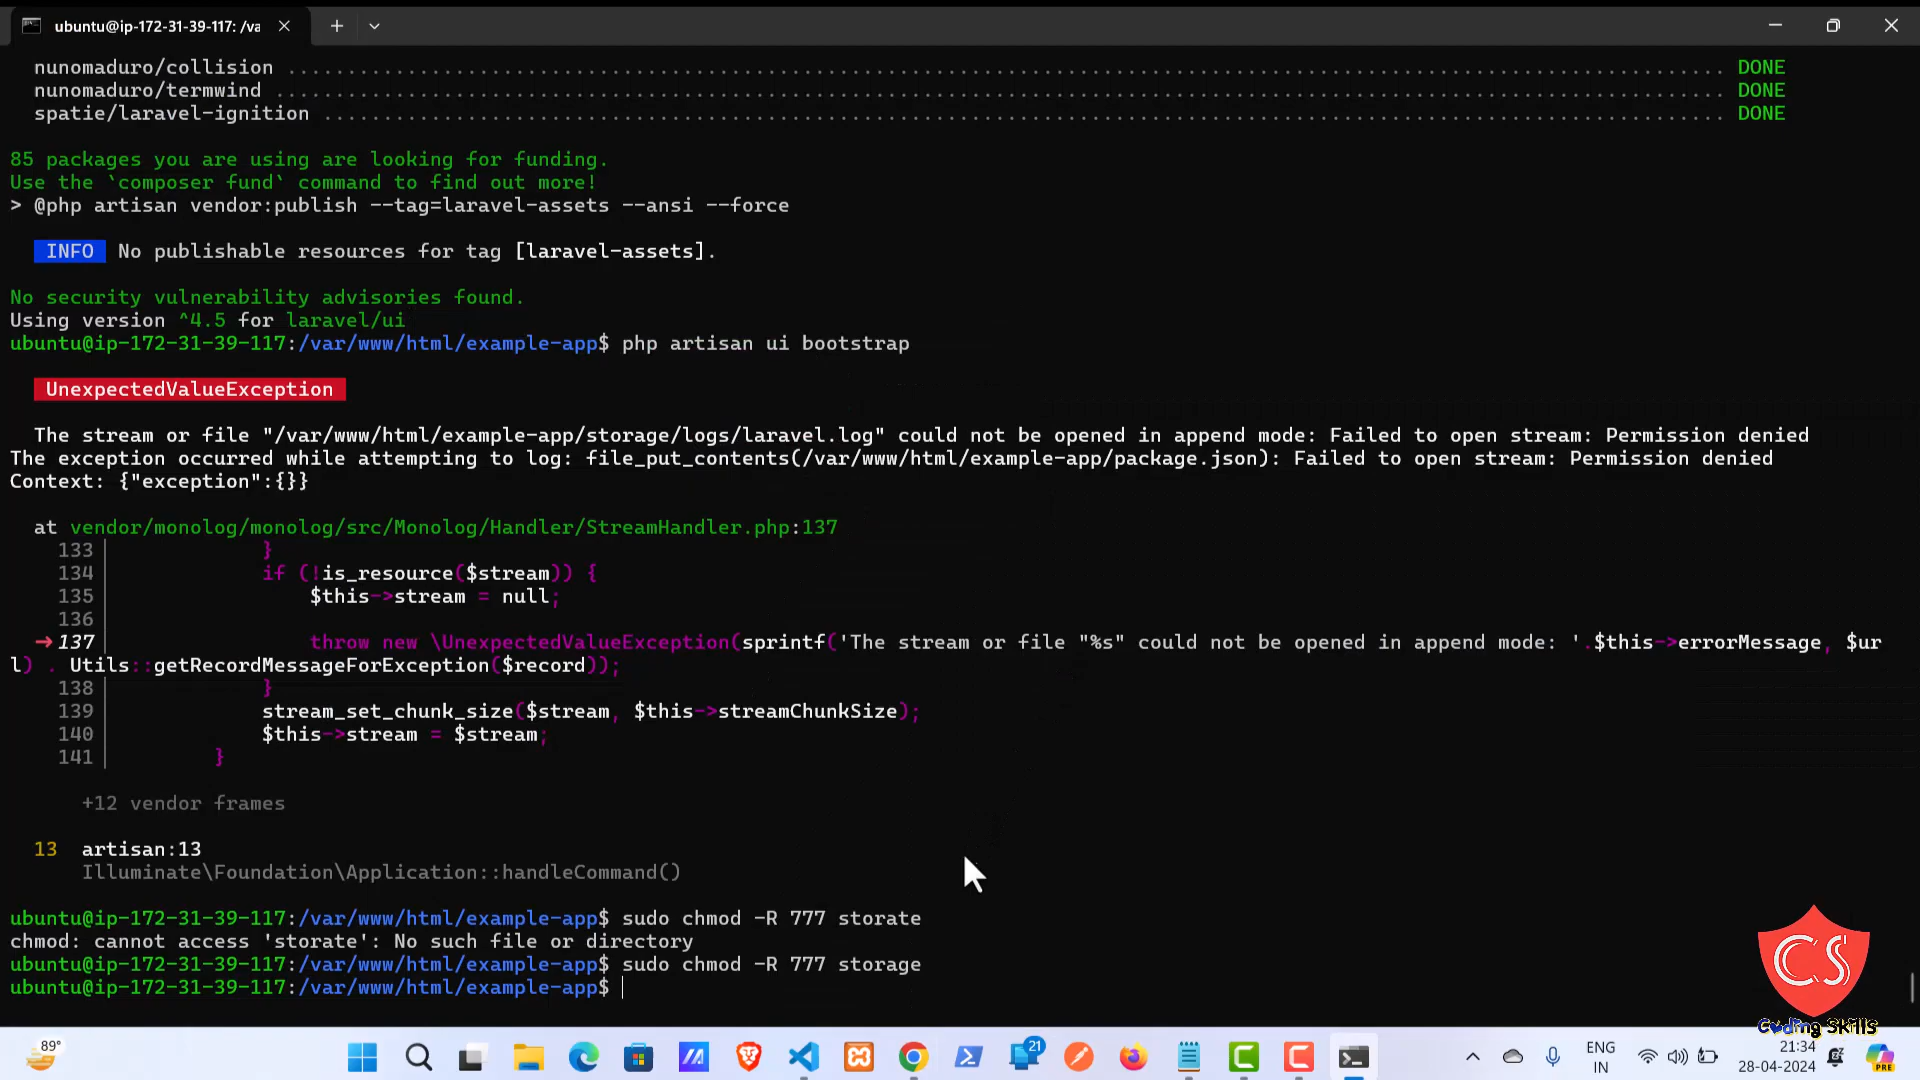 ubuntu@ip-172-31-39-117: /va
nunomaduro/collision ........................................................................................................................ DONE
nunomaduro/termwind ......................................................................................................................... DONE
spatie/laravel-ignition ..................................................................................................................... DONE
85 packages you are using are looking for funding.
Use the `composer fund` command to find out more!
> @php artisan vendor:publish --tag=laravel-assets --ansi --force
INFO No publishable resources for tag [laravel-assets].
No security vulnerability advisories found.
Using version ^4.5 for laravel/ui
ubuntu@ip-172-31-39-117:/var/www/html/example-app$ php artisan ui bootstrap
UnexpectedValueException
The stream or file "/var/www/html/example-app/storage/logs/laravel.log" could not be opened in append mode: Failed to open stream: Permission denied
The exception occurred while attempting to log: file_put_contents(/var/www/html/example-app/package.json): Failed to open stream: Permission denied
Context: {"exception":{}}
at vendor/monolog/monolog/src/Monolog/Handler/StreamHandler.php:137
133 }
134 if (!is_resource($stream)) {
135 $this->stream = null;
136
➜ 137 throw new \UnexpectedValueException(sprintf('The stream or file "%s" could not be opened in append mode: '.$this->errorMessage, $ur
l) . Utils::getRecordMessageForException($record));
138 }
139 stream_set_chunk_size($stream, $this->streamChunkSize);
140 $this->stream = $stream;
141 }
+12 vendor frames
13 artisan:13
Illuminate\Foundation\Application::handleCommand()
ubuntu@ip-172-31-39-117:/var/www/html/example-app$ sudo chmod -R 777 storate
chmod: cannot access 'storate': No such file or directory
ubuntu@ip-172-31-39-117:/var/www/html/example-app$ sudo chmod -R 777 storage
ubuntu@ip-172-31-39-117:/var/www/html/example-app$
CS
Coding Skills
89°
21
ENG
IN
21:34
28-04-2024
PRE